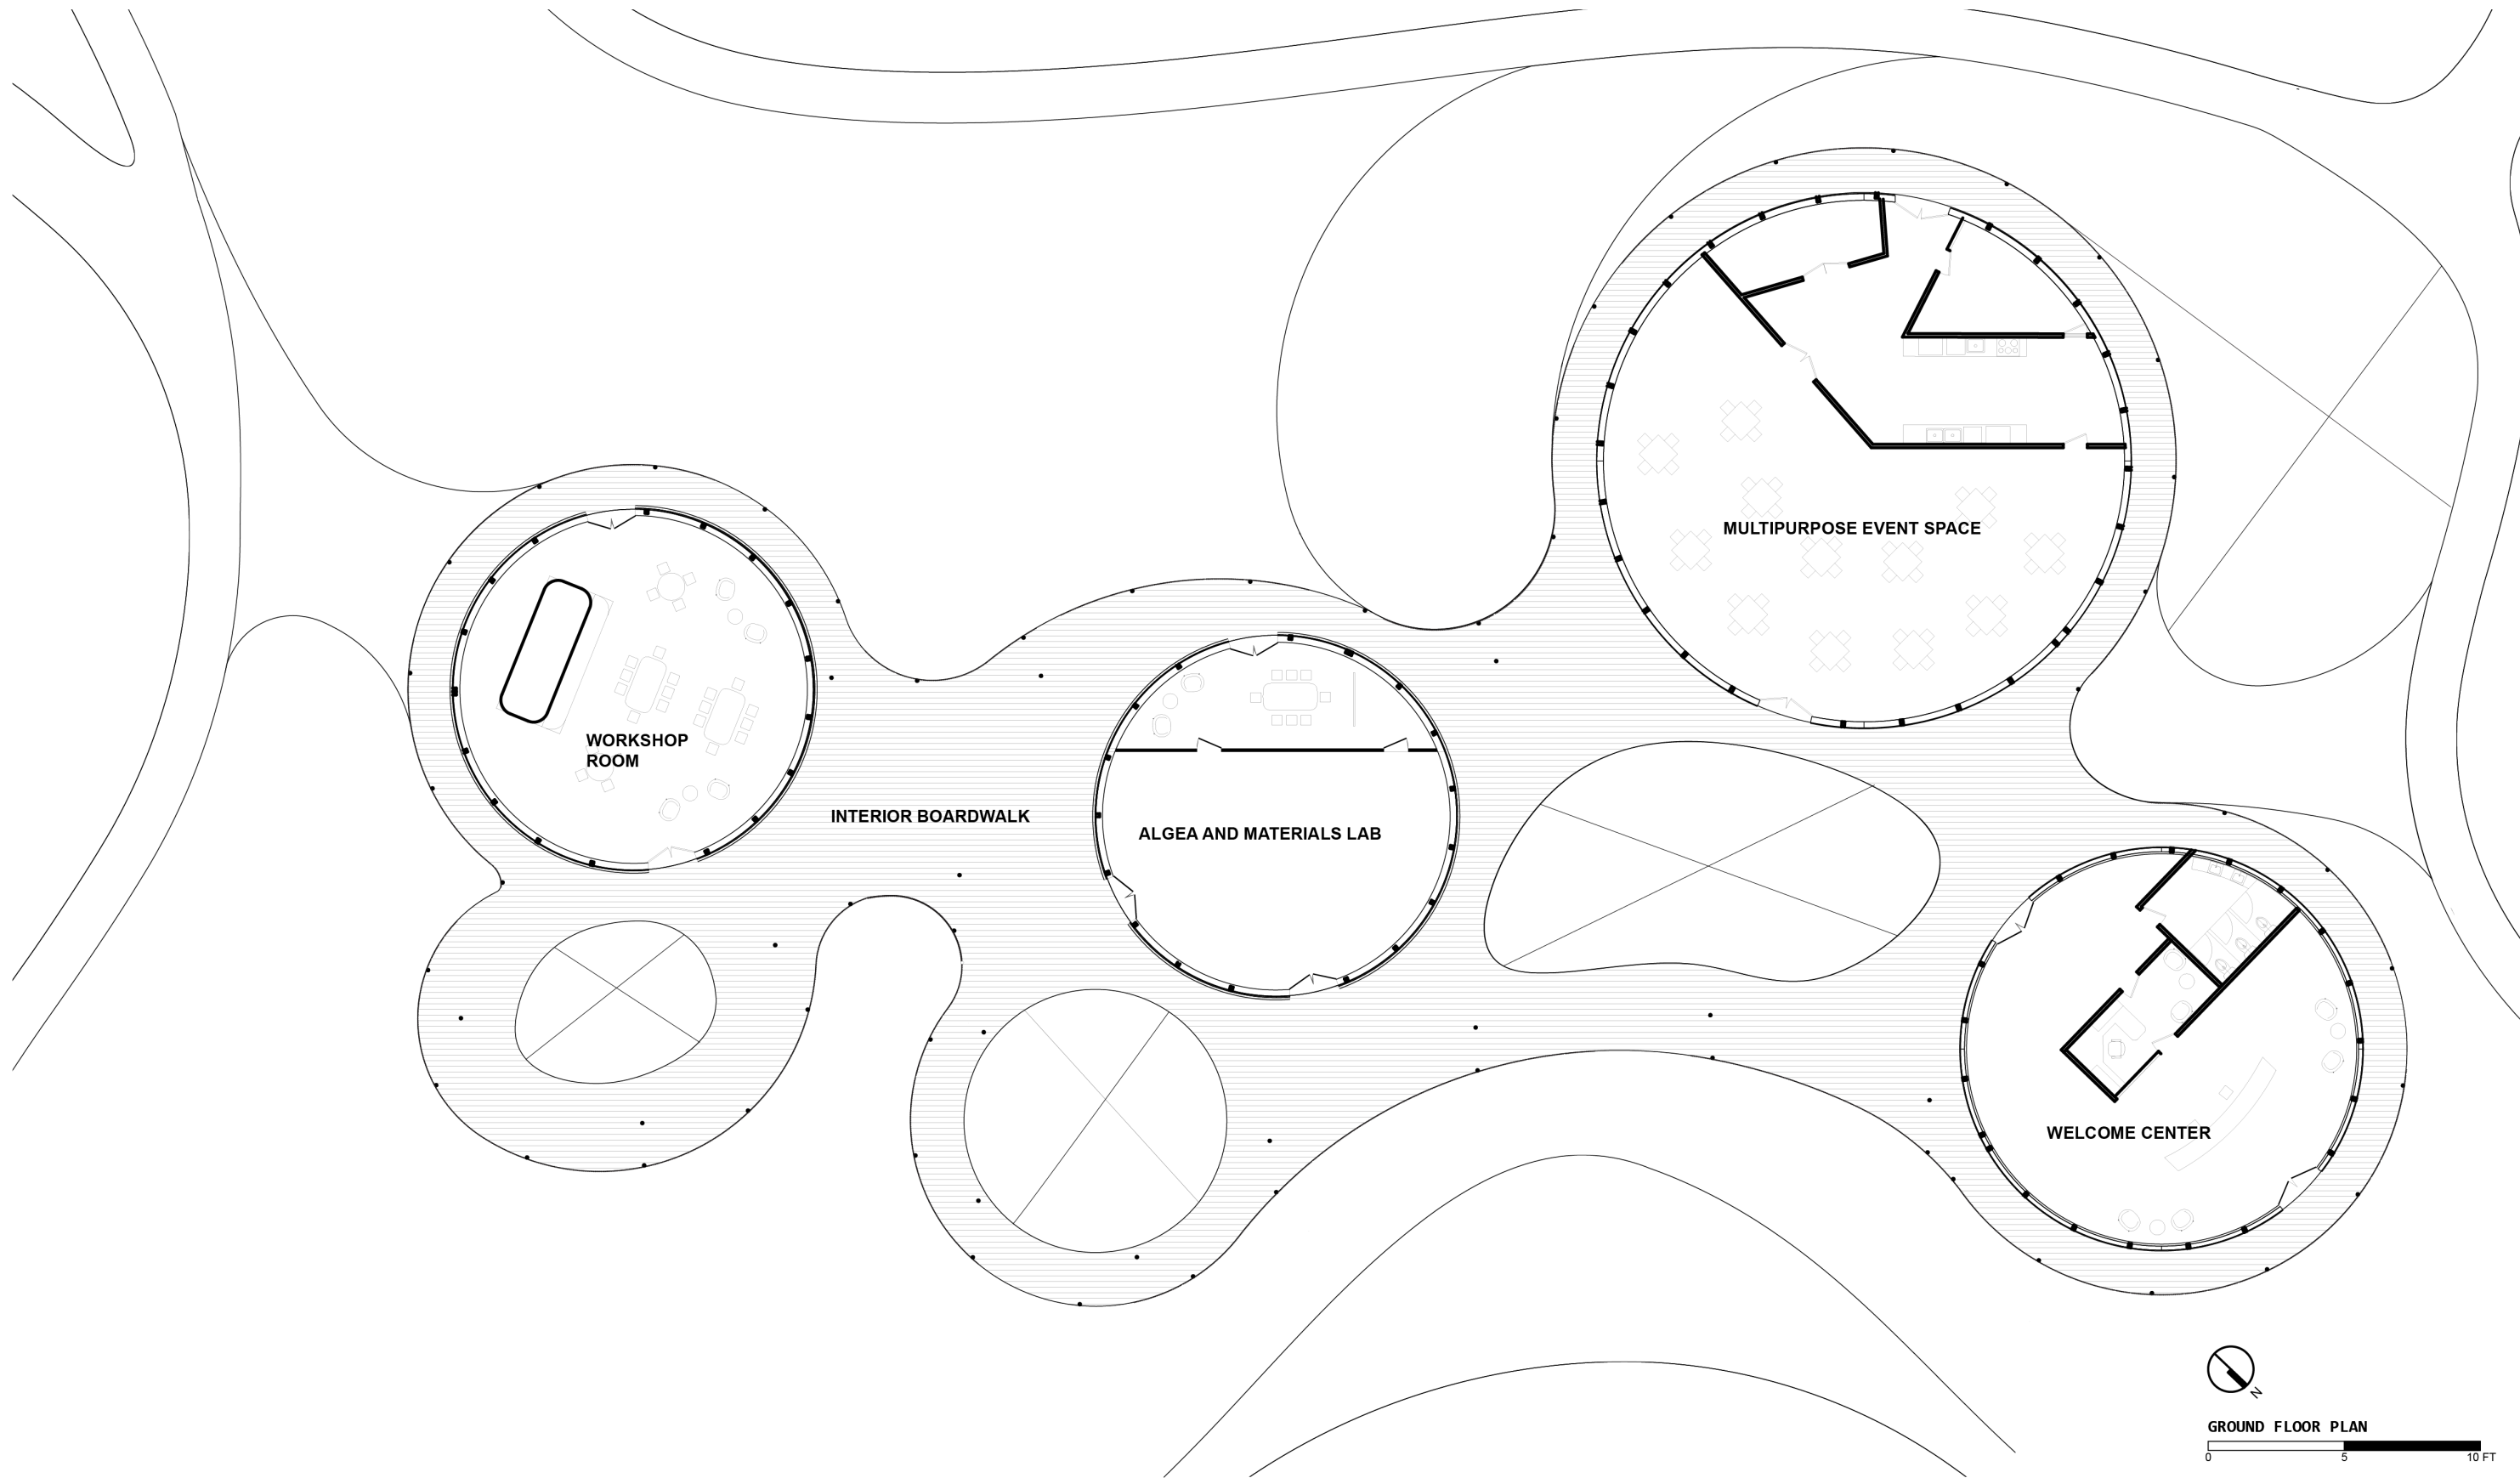 MULTIPURPOSE EVENT SPACE
WORKSHOP
ROOM
INTERIOR BOARDWALK
ALGEA AND MATERIALS LAB
WELCOME CENTER
N
GROUND FLOOR PLAN
0 5 10 FT